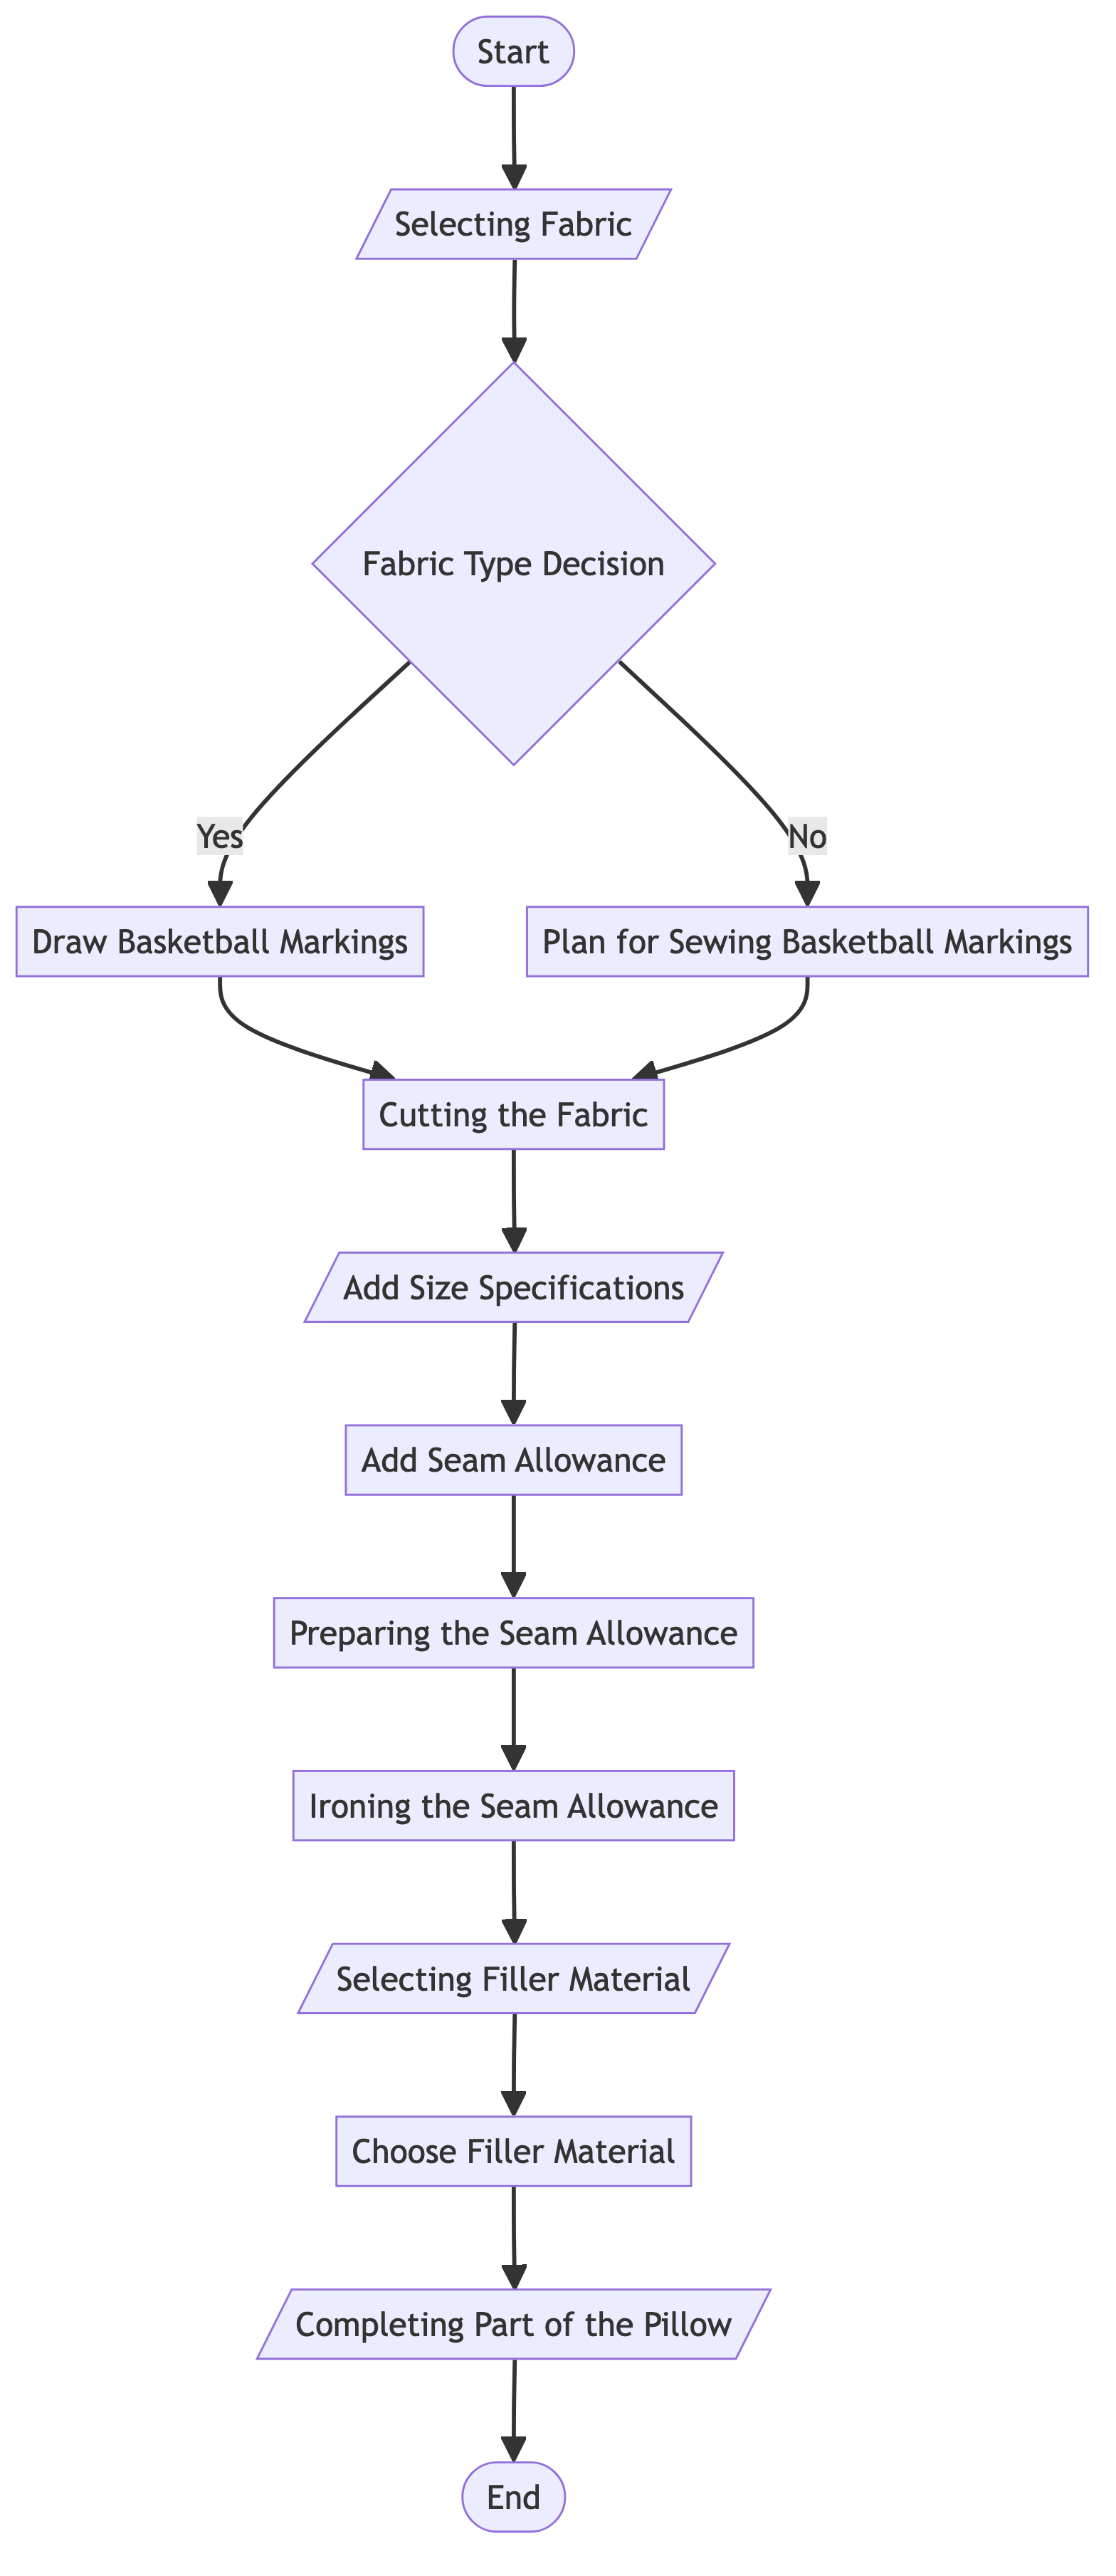 Start
Selecting Fabric
Fabric Type Decision
Yes
No
Draw Basketball Markings
Plan for Sewing Basketball Markings
Cutting the Fabric
Add Size Specifications
Add Seam Allowance
Preparing the Seam Allowance
Ironing the Seam Allowance
Selecting Filler Material
Choose Filler Material
Completing Part of the Pillow
End